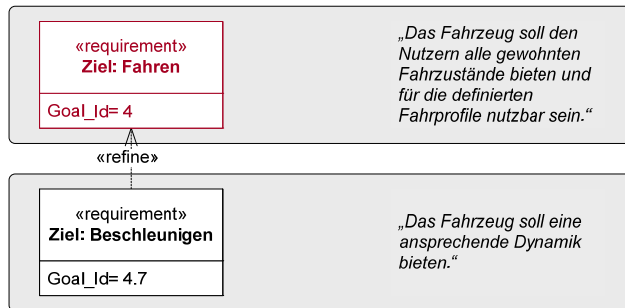 «requirement»
Ziel: Fahren
Goal_Id= 4
„Das Fahrzeug soll den
Nutzern alle gewohnten
Fahrzustände bieten und
für die definierten
Fahrprofile nutzbar sein.“
«refine»
«requirement»
Ziel: Beschleunigen
Goal_Id= 4.7
„Das Fahrzeug soll eine
ansprechende Dynamik
bieten.“